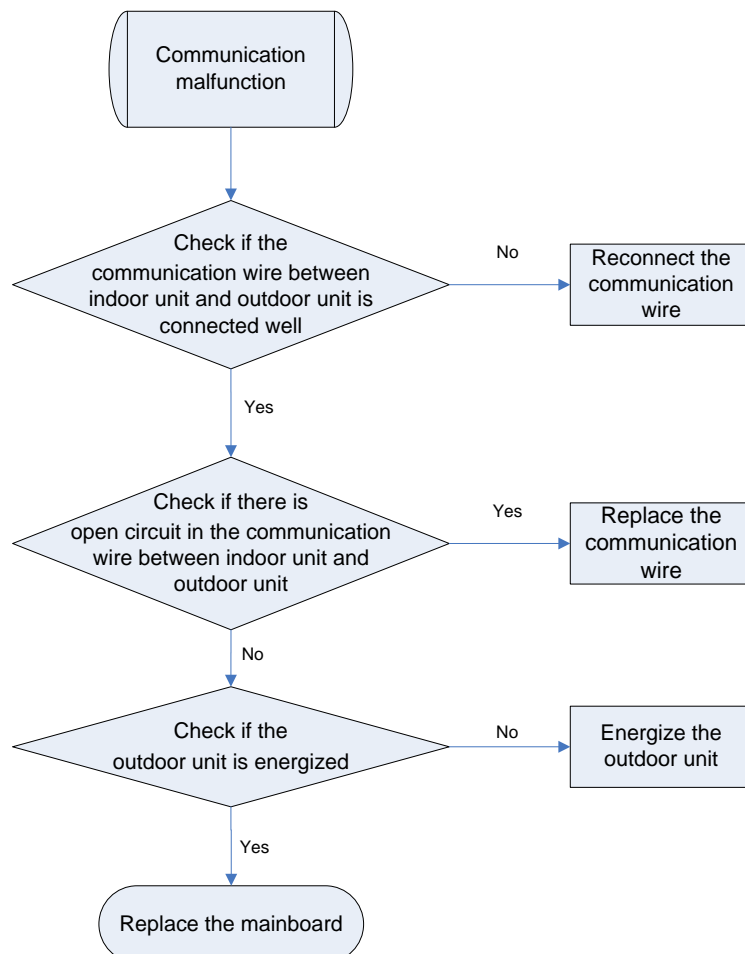 Communication
malfunction
Check if the
communication wire between
indoor unit and outdoor unit is
connected well
No
Reconnect the
communication
wire
Yes
Check if there is
open circuit in the communication
wire between indoor unit and
outdoor unit
Yes
Replace the
communication
wire
No
Check if the
outdoor unit is energized
No
Energize the
outdoor unit
Yes
Replace the mainboard